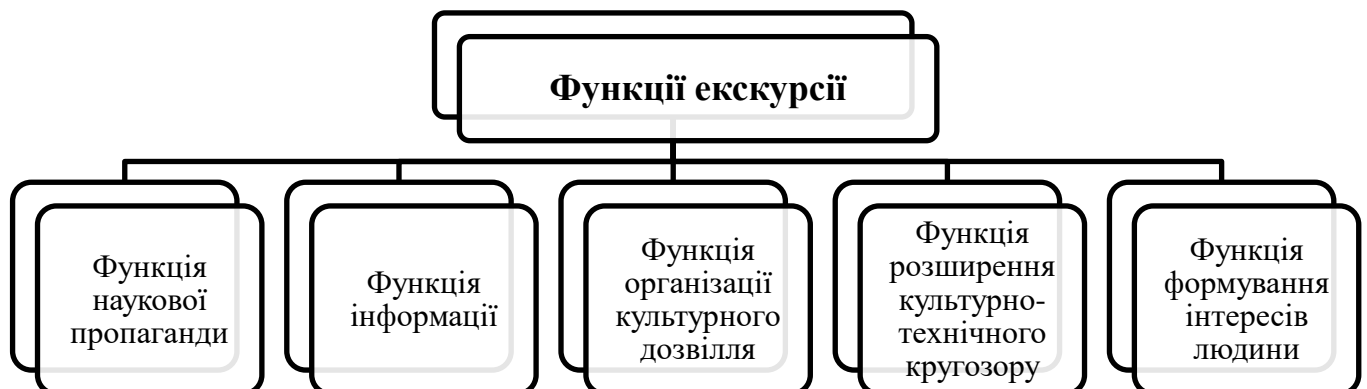 Функції екскурсії
Функція
наукової
пропаганди
Функція
інформації
Функція
організації
культурного
дозвілля
Функція
розширення
культурно-
технічного
кругозору
Функція
формування
інтересів
людини